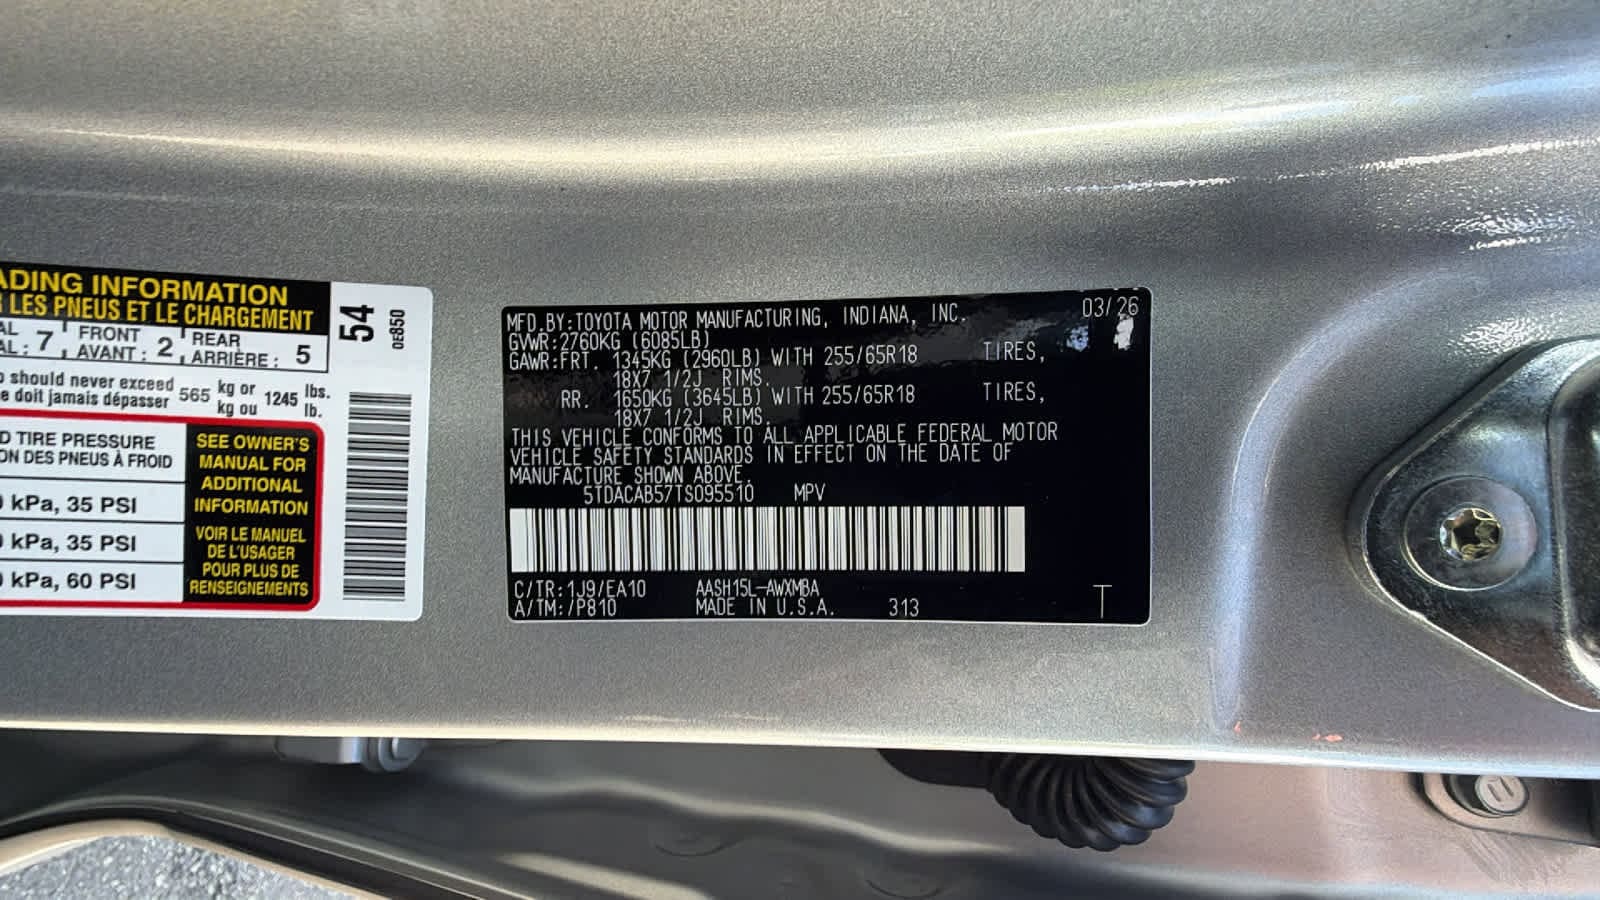 ADING INFORMATION
R LES PNEUS ET LE CHARGEMENT
AL : 7 FRONT AVANT : 2 REAR ARRIÈRE : 5
o should never exceed
e doit jamais dépasser 565 kg or kg ou 1245 lbs. lb.
D TIRE PRESSURE
ON DES PNEUS À FROID
0 kPa, 35 PSI
0 kPa, 35 PSI
0 kPa, 60 PSI
SEE OWNER'S
MANUAL FOR
ADDITIONAL
INFORMATION
VOIR LE MANUEL
DE L'USAGER
POUR PLUS DE
RENSEIGNEMENTS
54
0E850
MFD.BY:TOYOTA MOTOR MANUFACTURING, INDIANA, INC. 03/26
GVWR:2760KG (6085LB)
GAWR:FRT. 1345KG (2960LB) WITH 255/65R18 TIRES,
18X7 1/2J RIMS.
RR. 1650KG (3645LB) WITH 255/65R18 TIRES,
18X7 1/2J RIMS.
THIS VEHICLE CONFORMS TO ALL APPLICABLE FEDERAL MOTOR
VEHICLE SAFETY STANDARDS IN EFFECT ON THE DATE OF
MANUFACTURE SHOWN ABOVE.
5TDACAB57TS095510 MPV
C/TR:1J9/EA10 AASH15L-AWXMBA
A/TM:/P810 MADE IN U.S.A. 313 T